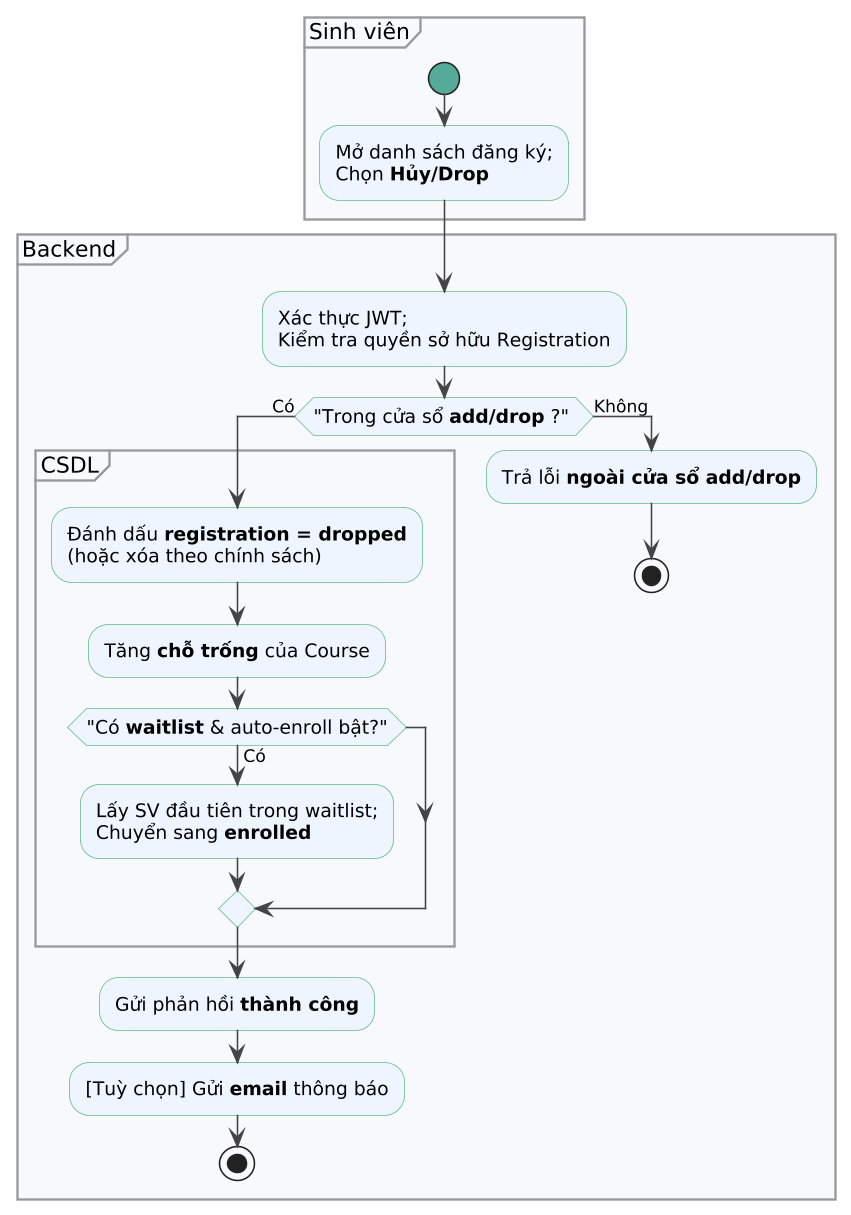 Sinh viên
Mở danh sách đăng ký;
Chọn Hủy/Drop
Backend
Xác thực JWT;
Kiểm tra quyền sở hữu Registration
Có
"Trong cửa sổ add/drop ?"
Không
CSDL
Trả lỗi ngoài cửa sổ add/drop
Đánh dấu registration = dropped
(hoặc xóa theo chính sách)
Tăng chỗ trống của Course
"Có waitlist & auto-enroll bật?"
Có
Lấy SV đầu tiên trong waitlist;
Chuyển sang enrolled
Gửi phản hồi thành công
[Tuỳ chọn] Gửi email thông báo